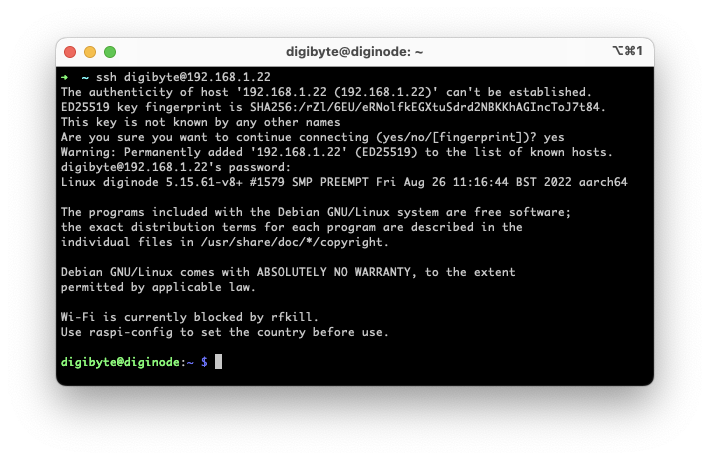 digibyte@diginode: ~
⌥⌘1
➜ ~ ssh digibyte@192.168.1.22
The authenticity of host '192.168.1.22 (192.168.1.22)' can't be established.
ED25519 key fingerprint is SHA256:/rZl/6EU/eRNolfkEGXtuSdrd2NBKKhAGIncToJ7t84.
This key is not known by any other names
Are you sure you want to continue connecting (yes/no/[fingerprint])? yes
Warning: Permanently added '192.168.1.22' (ED25519) to the list of known hosts.
digibyte@192.168.1.22's password:
Linux diginode 5.15.61-v8+ #1579 SMP PREEMPT Fri Aug 26 11:16:44 BST 2022 aarch64
The programs included with the Debian GNU/Linux system are free software;
the exact distribution terms for each program are described in the
individual files in /usr/share/doc/*/copyright.
Debian GNU/Linux comes with ABSOLUTELY NO WARRANTY, to the extent
permitted by applicable law.
Wi-Fi is currently blocked by rfkill.
Use raspi-config to set the country before use.
digibyte@diginode:~ $